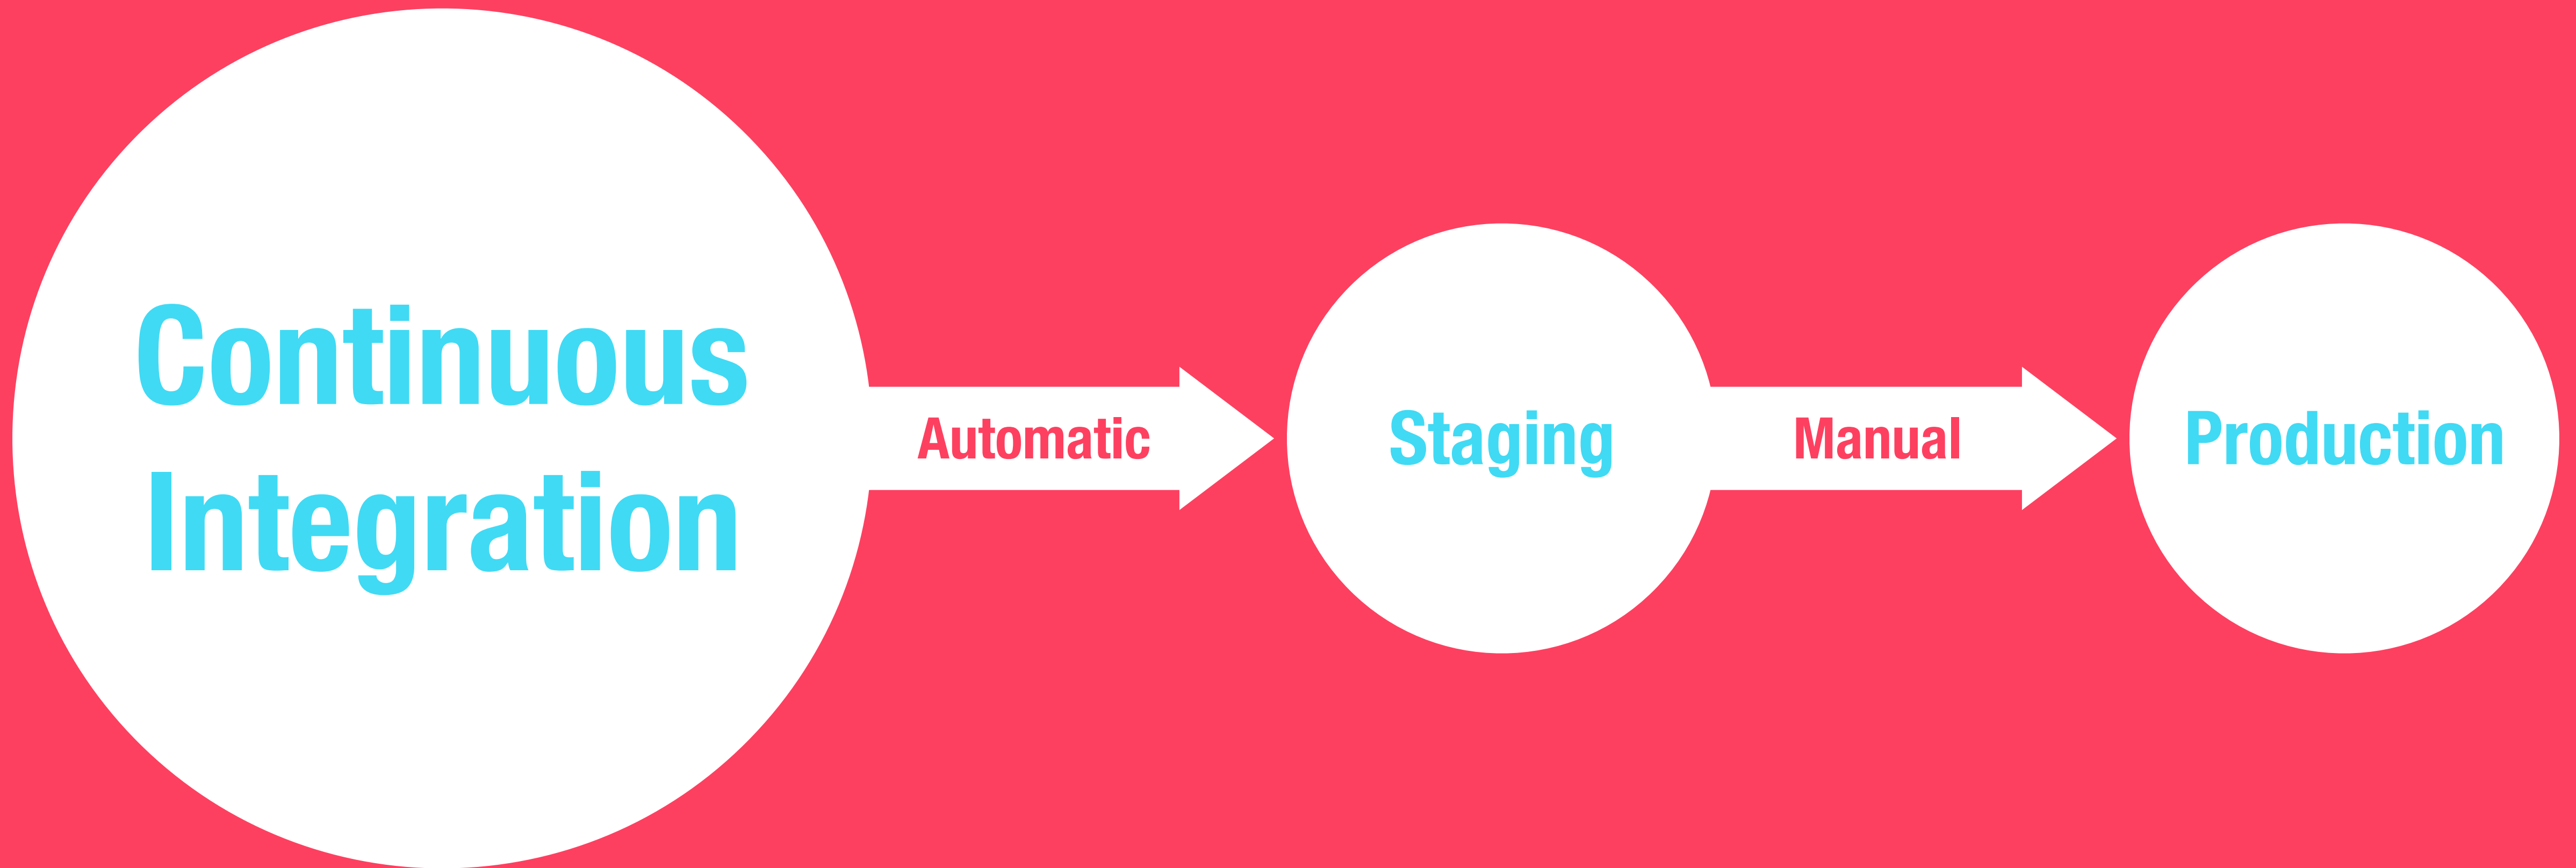 Continuous
Integration
Automatic
Staging
Manual
Production